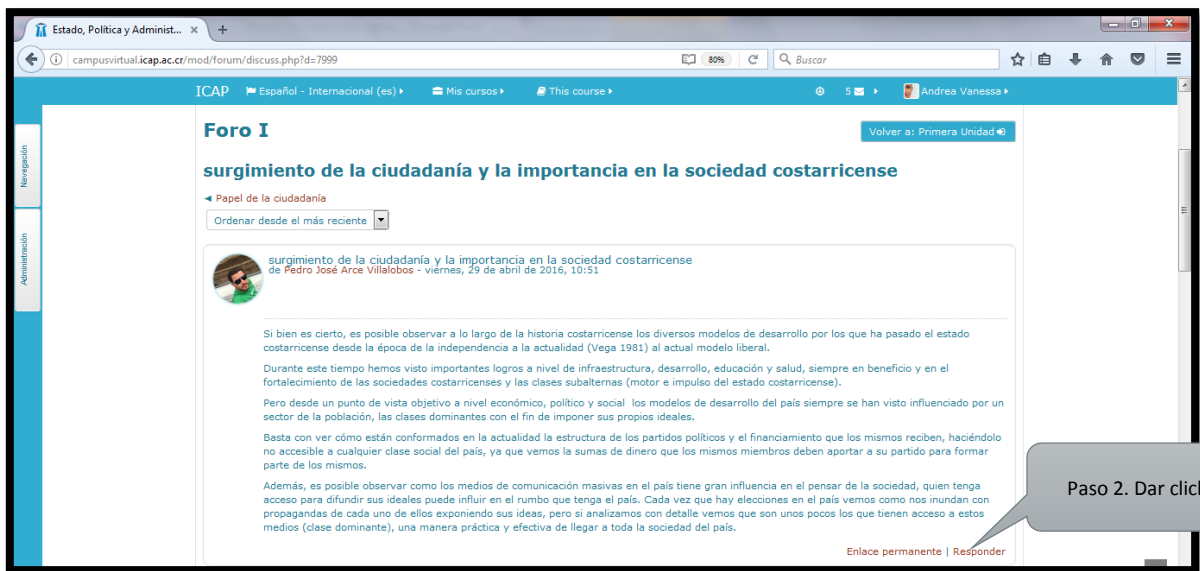 Estado, Política y Administ...
campusvirtual.icap.ac.cr/mod/forum/discuss.php?d=7999
80%
Buscar
ICAP
Español - Internacional (es)
Mis cursos
This course
5
Andrea Vanessa
Navegación
Administración
Foro I
Volver a: Primera Unidad
surgimiento de la ciudadanía y la importancia en la sociedad costarricense
◄ Papel de la ciudadanía
Ordenar desde el más reciente
surgimiento de la ciudadanía y la importancia en la sociedad costarricense
de Pedro José Arce Villalobos - viernes, 29 de abril de 2016, 10:51
Si bien es cierto, es posible observar a lo largo de la historia costarricense los diversos modelos de desarrollo por los que ha pasado el estado
costarricense desde la época de la independencia a la actualidad (Vega 1981) al actual modelo liberal.
Durante este tiempo hemos visto importantes logros a nivel de infraestructura, desarrollo, educación y salud, siempre en beneficio y en el
fortalecimiento de las sociedades costarricenses y las clases subalternas (motor e impulso del estado costarricense).
Pero desde un punto de vista objetivo a nivel económico, político y social los modelos de desarrollo del país siempre se han visto influenciado por un
sector de la población, las clases dominantes con el fin de imponer sus propios ideales.
Basta con ver cómo están conformados en la actualidad la estructura de los partidos políticos y el financiamiento que los mismos reciben, haciéndolo
no accesible a cualquier clase social del país, ya que vemos la sumas de dinero que los mismos miembros deben aportar a su partido para formar
parte de los mismos.
Además, es posible observar como los medios de comunicación masivas en el país tiene gran influencia en el pensar de la sociedad, quien tenga
acceso para difundir sus ideales puede influir en el rumbo que tenga el país. Cada vez que hay elecciones en el país vemos como nos inundan con
propagandas de cada uno de ellos exponiendo sus ideas, pero si analizamos con detalle vemos que son unos pocos los que tienen acceso a estos
medios (clase dominante), una manera práctica y efectiva de llegar a toda la sociedad del país.
Enlace permanente | Responder
Paso 2. Dar clic